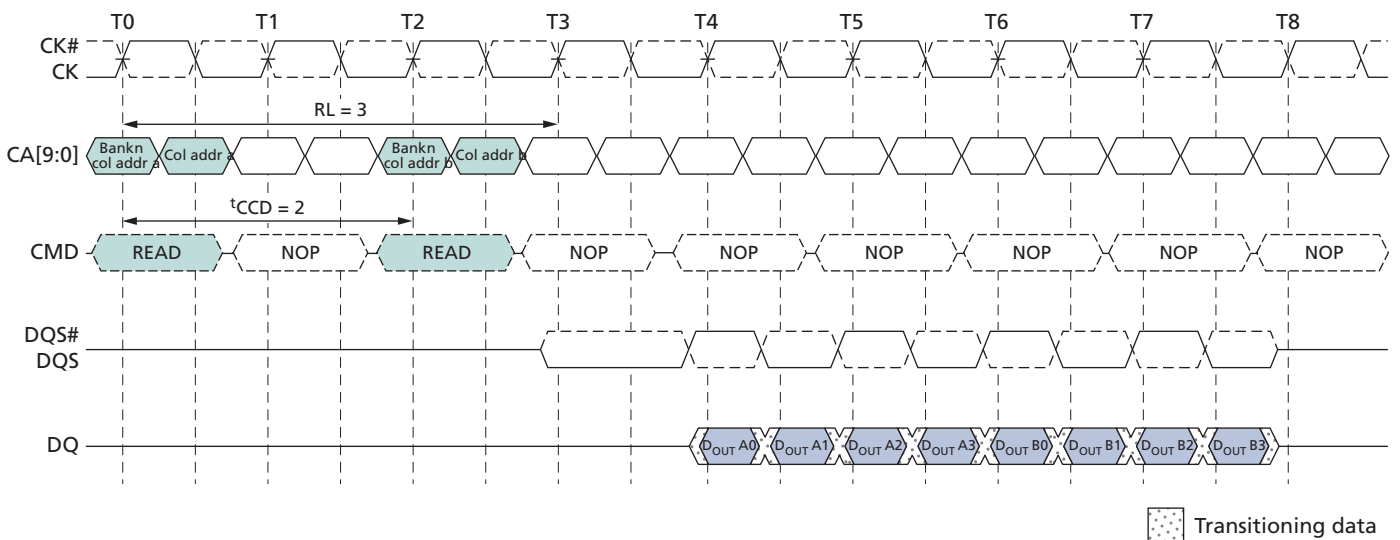 T0 T1 T2 T3 T4 T5 T6 T7 T8
CK#
CK
RL = 3
CA[9:0]
Bankn col addr a
Col addr a
Bankn col addr b
Col addr b
tCCD = 2
CMD READ NOP READ NOP NOP NOP NOP NOP NOP
DQS#
DQS
DQ DOUT A0 DOUT A1 DOUT A2 DOUT A3 DOUT B0 DOUT B1 DOUT B2 DOUT B3
Transitioning data